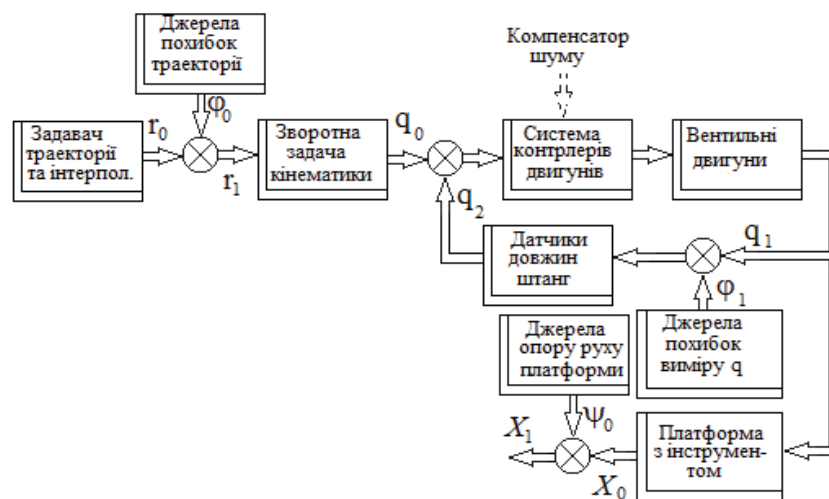 Джерела
похибок
траекторії
Компенсатор
шуму
φ₀
r₀
q₀
Задавач
траекторії
та інтерпол.
Зворотна
задача
кінематики
Система
контрлерів
двигунів
Вентильні
двигуни
r₁
q₂
q₁
Датчики
довжин
штанг
φ₁
Джерела
опору руху
платформи
Джерела
похибок
виміру q
ψ₀
X₁
X₀
Платформа
з інструмен-
том